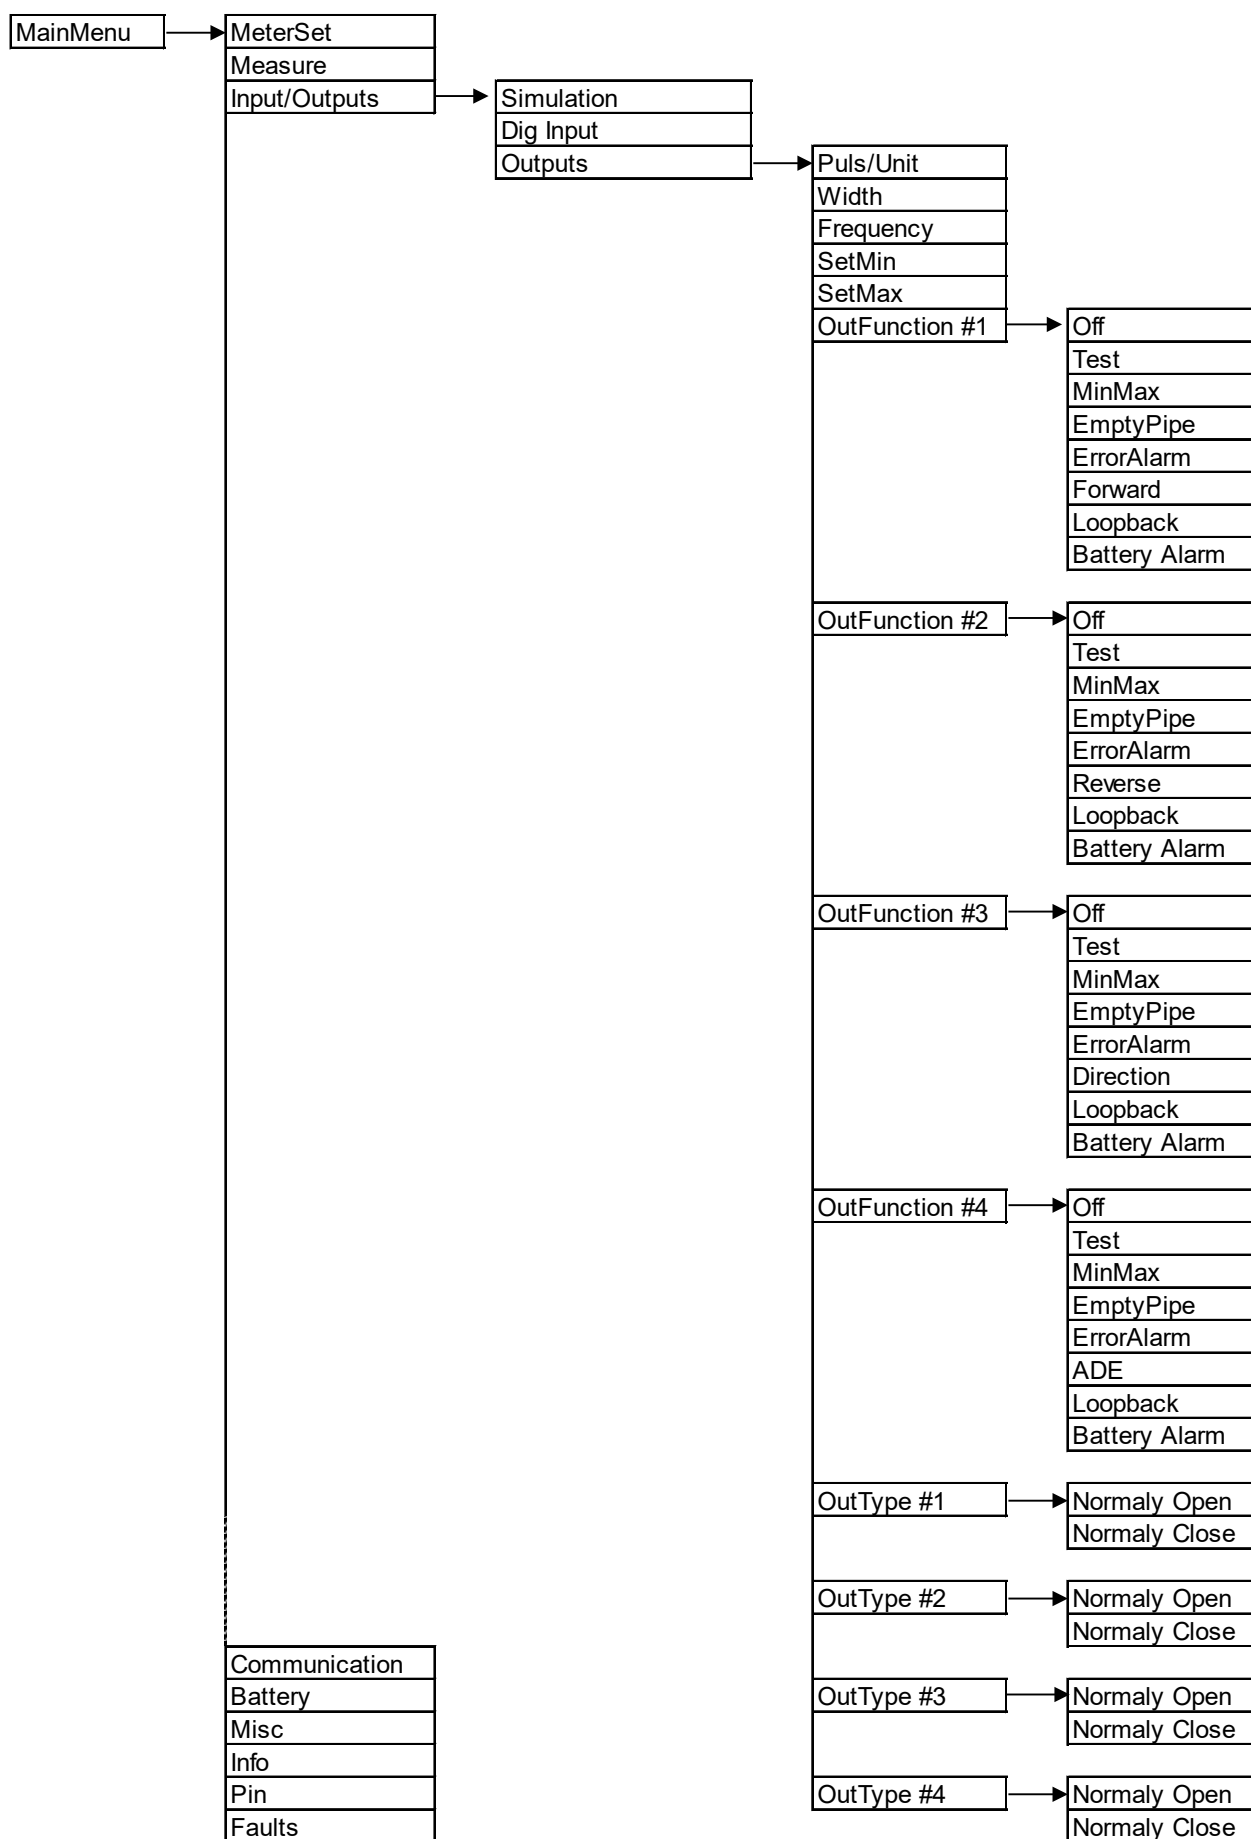 MainMenu
MeterSet
Measure
Input/Outputs
Simulation
Dig Input
Outputs
Puls/Unit
Width
Frequency
SetMin
SetMax
OutFunction #1
Off
Test
MinMax
EmptyPipe
ErrorAlarm
Forward
Loopback
Battery Alarm
OutFunction #2
Off
Test
MinMax
EmptyPipe
ErrorAlarm
Reverse
Loopback
Battery Alarm
OutFunction #3
Off
Test
MinMax
EmptyPipe
ErrorAlarm
Direction
Loopback
Battery Alarm
OutFunction #4
Off
Test
MinMax
EmptyPipe
ErrorAlarm
ADE
Loopback
Battery Alarm
OutType #1
Normaly Open
Normaly Close
OutType #2
Normaly Open
Normaly Close
OutType #3
Normaly Open
Normaly Close
OutType #4
Normaly Open
Normaly Close
Communication
Battery
Misc
Info
Pin
Faults